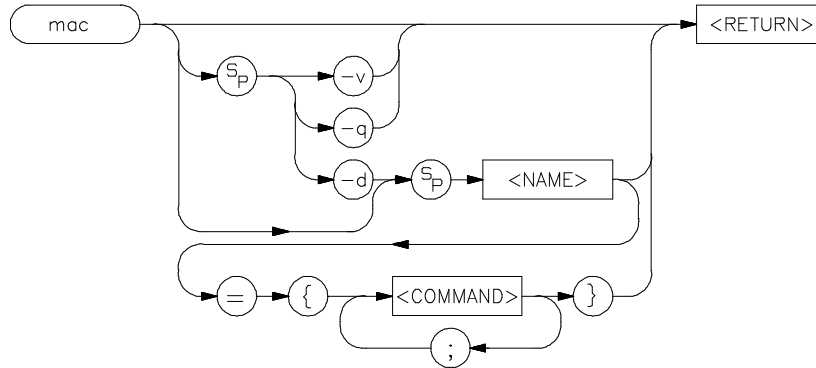 mac
<RETURN>
SP
-v
-q
-d
SP
<NAME>
=
{
<COMMAND>
}
;